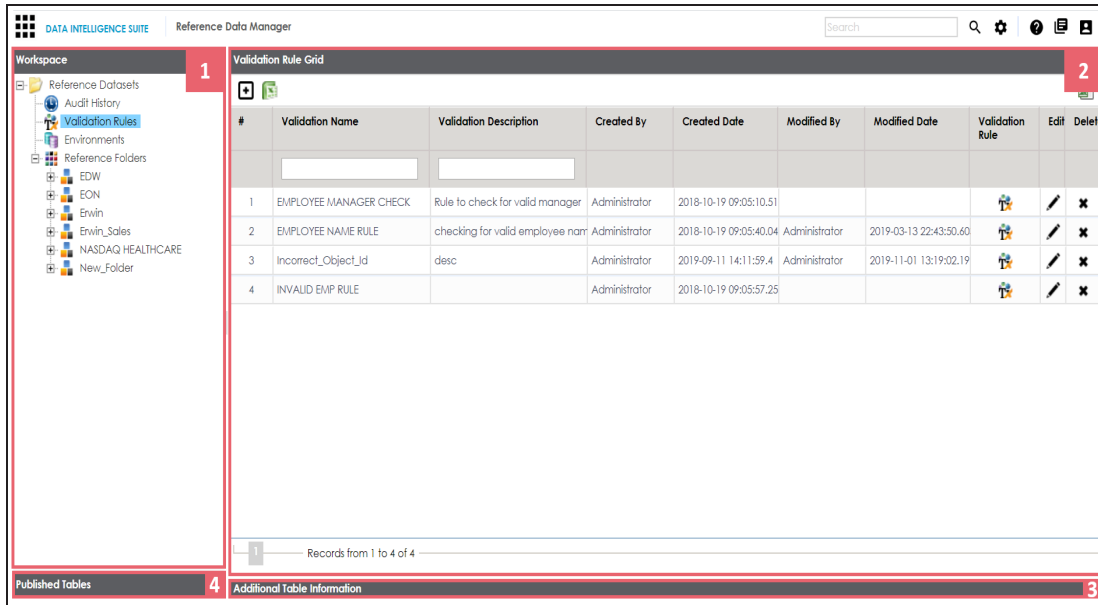 DATA INTELLIGENCE SUITE Reference Data Manager Search
Workspace 1
Reference Datasets
Audit History
Validation Rules
Environments
Reference Folders
EDW
EON
Erwin
Erwin_Sales
NASDAQ HEALTHCARE
New_Folder
Validation Rule Grid 2
# Validation Name Validation Description Created By Created Date Modified By Modified Date Validation Rule Edit Delet
1 EMPLOYEE MANAGER CHECK Rule to check for valid manager Administrator 2018-10-19 09:05:10.51
2 EMPLOYEE NAME RULE checking for valid employee nam Administrator 2018-10-19 09:05:40.04 Administrator 2019-03-13 22:43:50.60
3 Incorrect_Object_Id desc Administrator 2019-09-11 14:11:59.4 Administrator 2019-11-01 13:19:02.19
4 INVALID EMP RULE Administrator 2018-10-19 09:05:57.25
1 Records from 1 to 4 of 4
Published Tables 4
Additional Table Information 3